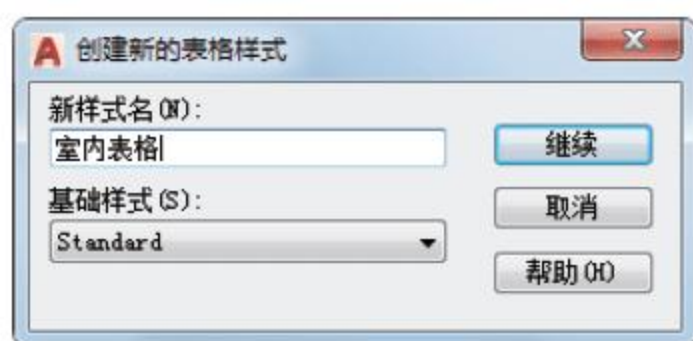 创建新的表格样式
新样式名(N):
室内表格
继续
基础样式(S):
取消
Standard
帮助(H)